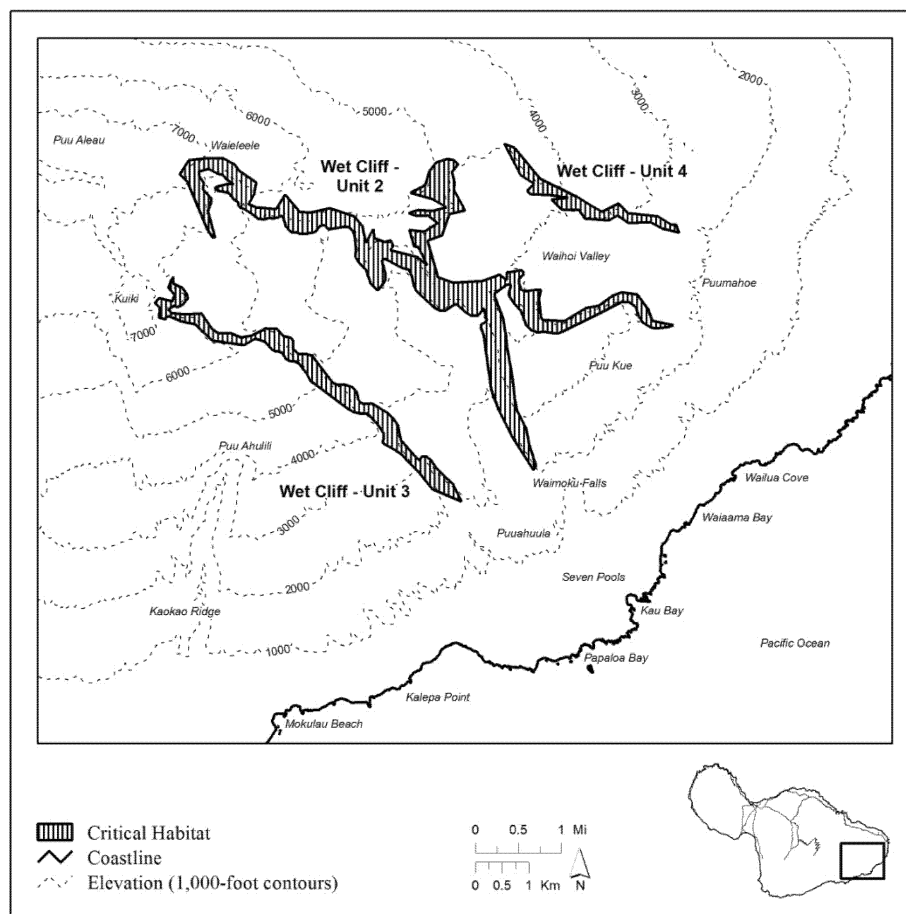 2000
3000
5000
4000
6000
7000
Puu Aleau
Waieleele
Wet Cliff -
Unit 2
Wet Cliff - Unit 4
Waihoi Valley
Kuiki
Puumahoe
7000
6000
Puu Kue
5000
Puu Ahulili
4000
Wet Cliff - Unit 3
Waimoku Falls
Wailua Cove
Waiaama Bay
3000
Puuahuula
Seven Pools
2000
Kaokao Ridge
Kau Bay
1000
Papaloa Bay
Pacific Ocean
Kalepa Point
Mokulau Beach
Critical Habitat
Coastline
Elevation (1,000-foot contours)
0 0.5 1 Mi
0 0.5 1 Km
N